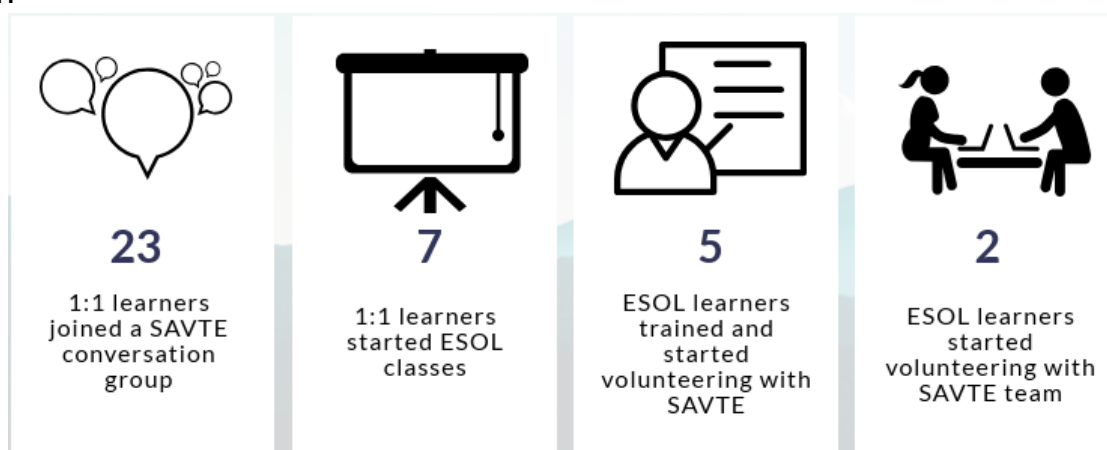 23
1:1 learners
joined a SAVTE
conversation
group
7
1:1 learners
started ESOL
classes
5
ESOL learners
trained and
started
volunteering with
SAVTE
2
ESOL learners
started
volunteering with
SAVTE team